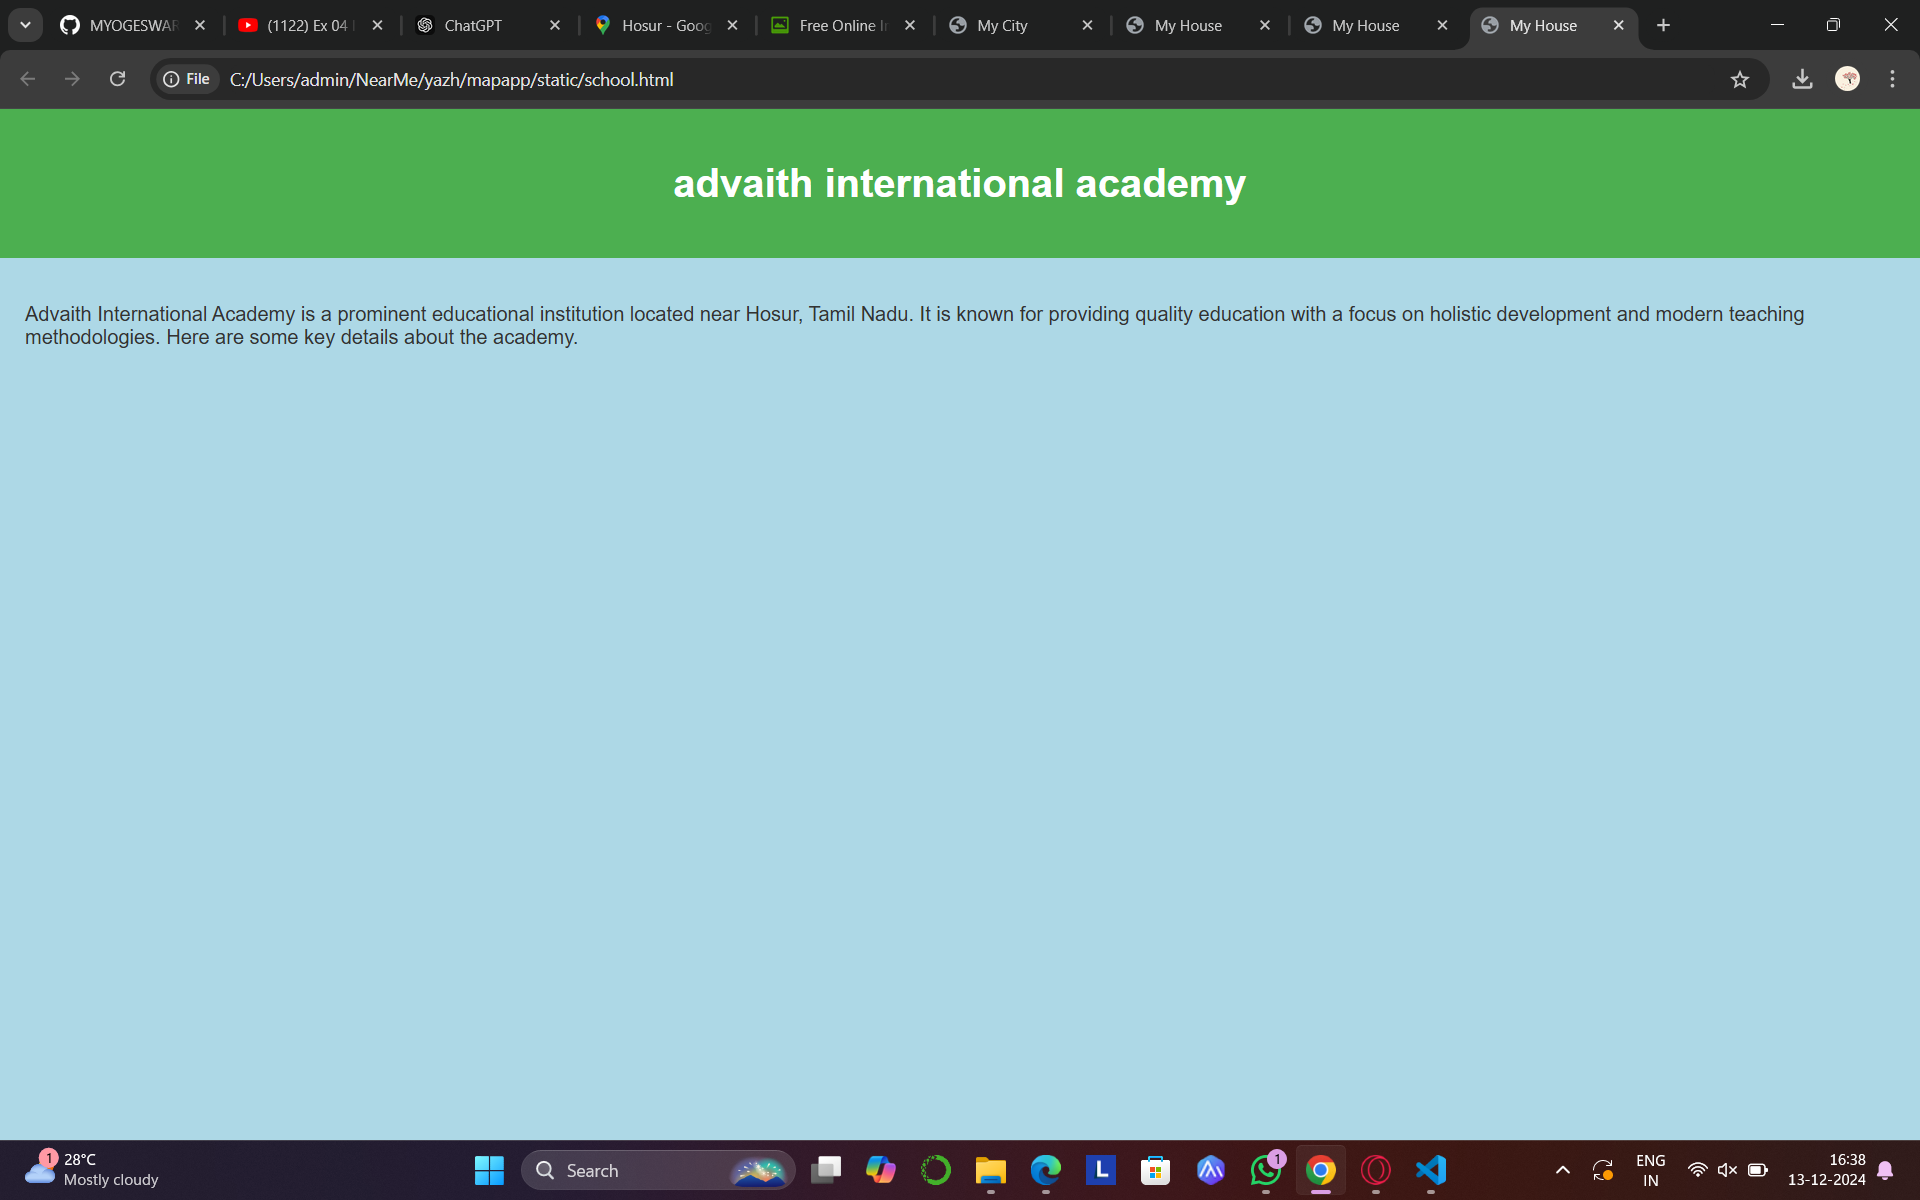 MYOGESWAR
(1122) Ex 04
ChatGPT
Hosur - Goog
Free Online I
My City
My House
My House
My House
File
C:/Users/admin/NearMe/yazh/mapapp/static/school.html
advaith international academy
Advaith International Academy is a prominent educational institution located near Hosur, Tamil Nadu. It is known for providing quality education with a focus on holistic development and modern teaching
methodologies. Here are some key details about the academy.
1
28°C
Mostly cloudy
Search
L
1
ENG
IN
16:38
13-12-2024